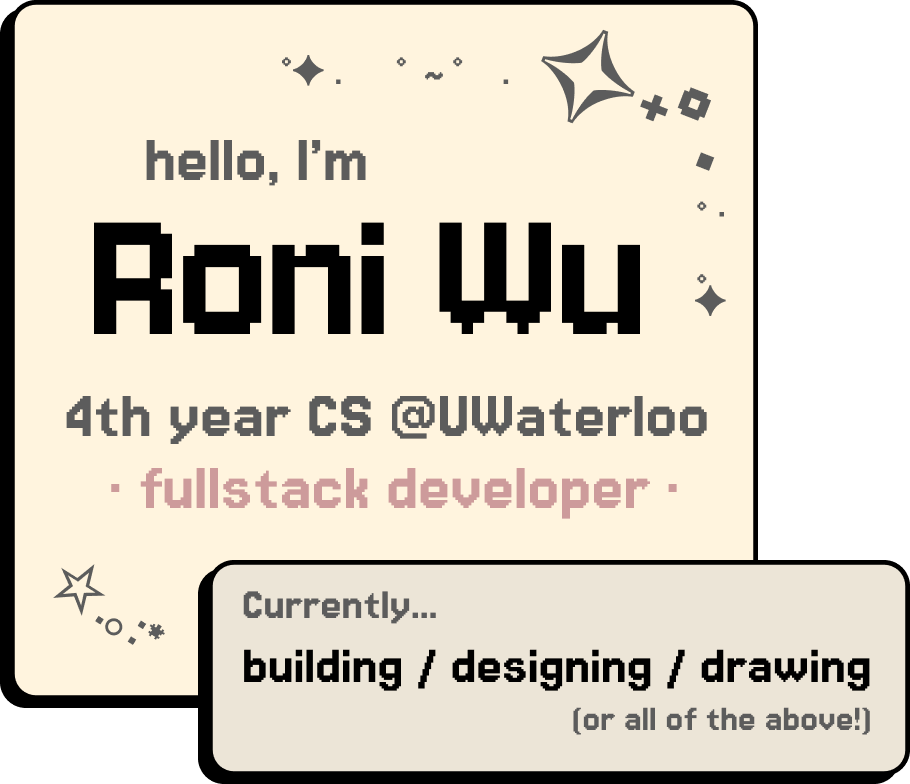 hello, I'm
Roni Wu
4th year CS @UWaterloo
· fullstack developer ·
Currently...
building / designing / drawing
(or all of the above!)